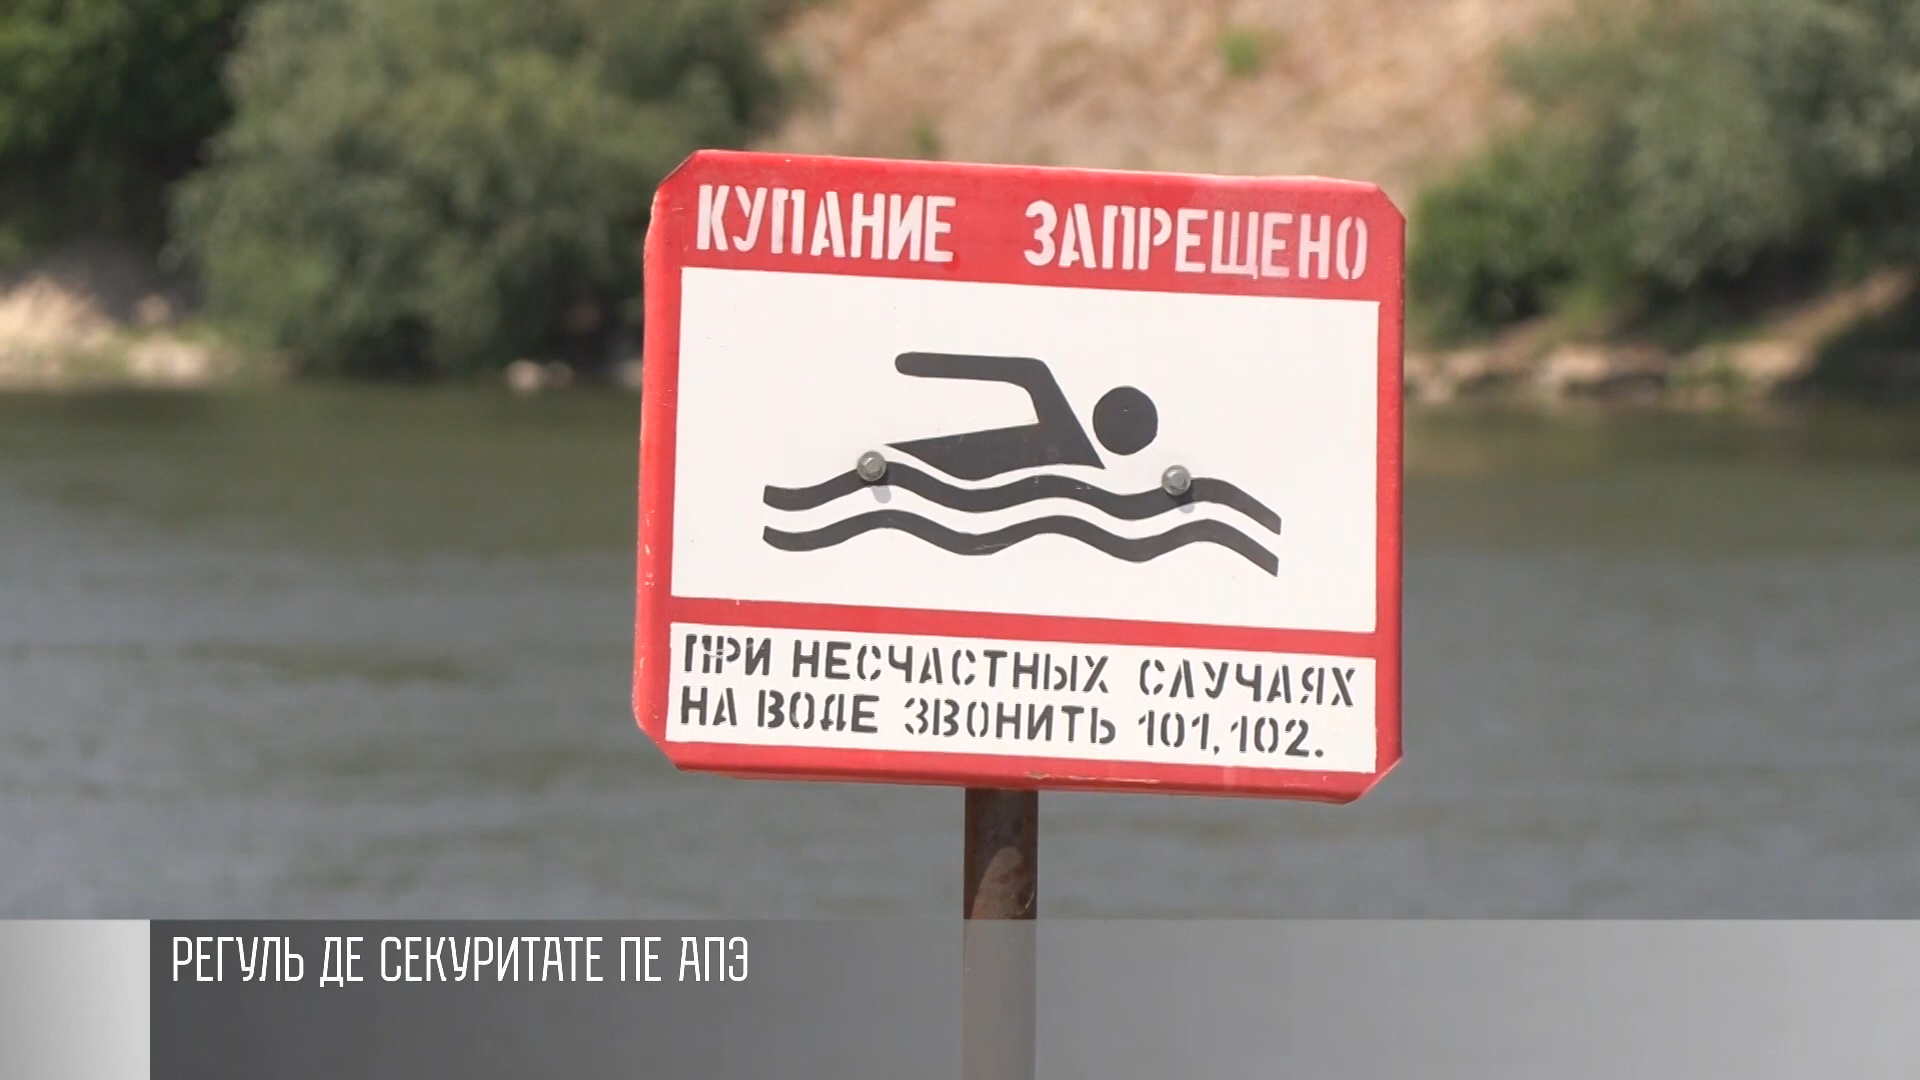 КУПАНИЕ ЗАПРЕЩЕНО
ПРИ НЕСЧАСТНЫХ СЛУЧАЯХ
НА ВОДЕ ЗВОНИТЬ 101, 102.
РЕГУЛЬ ДЕ СЕКУРИТАТЕ ПЕ АПЭ